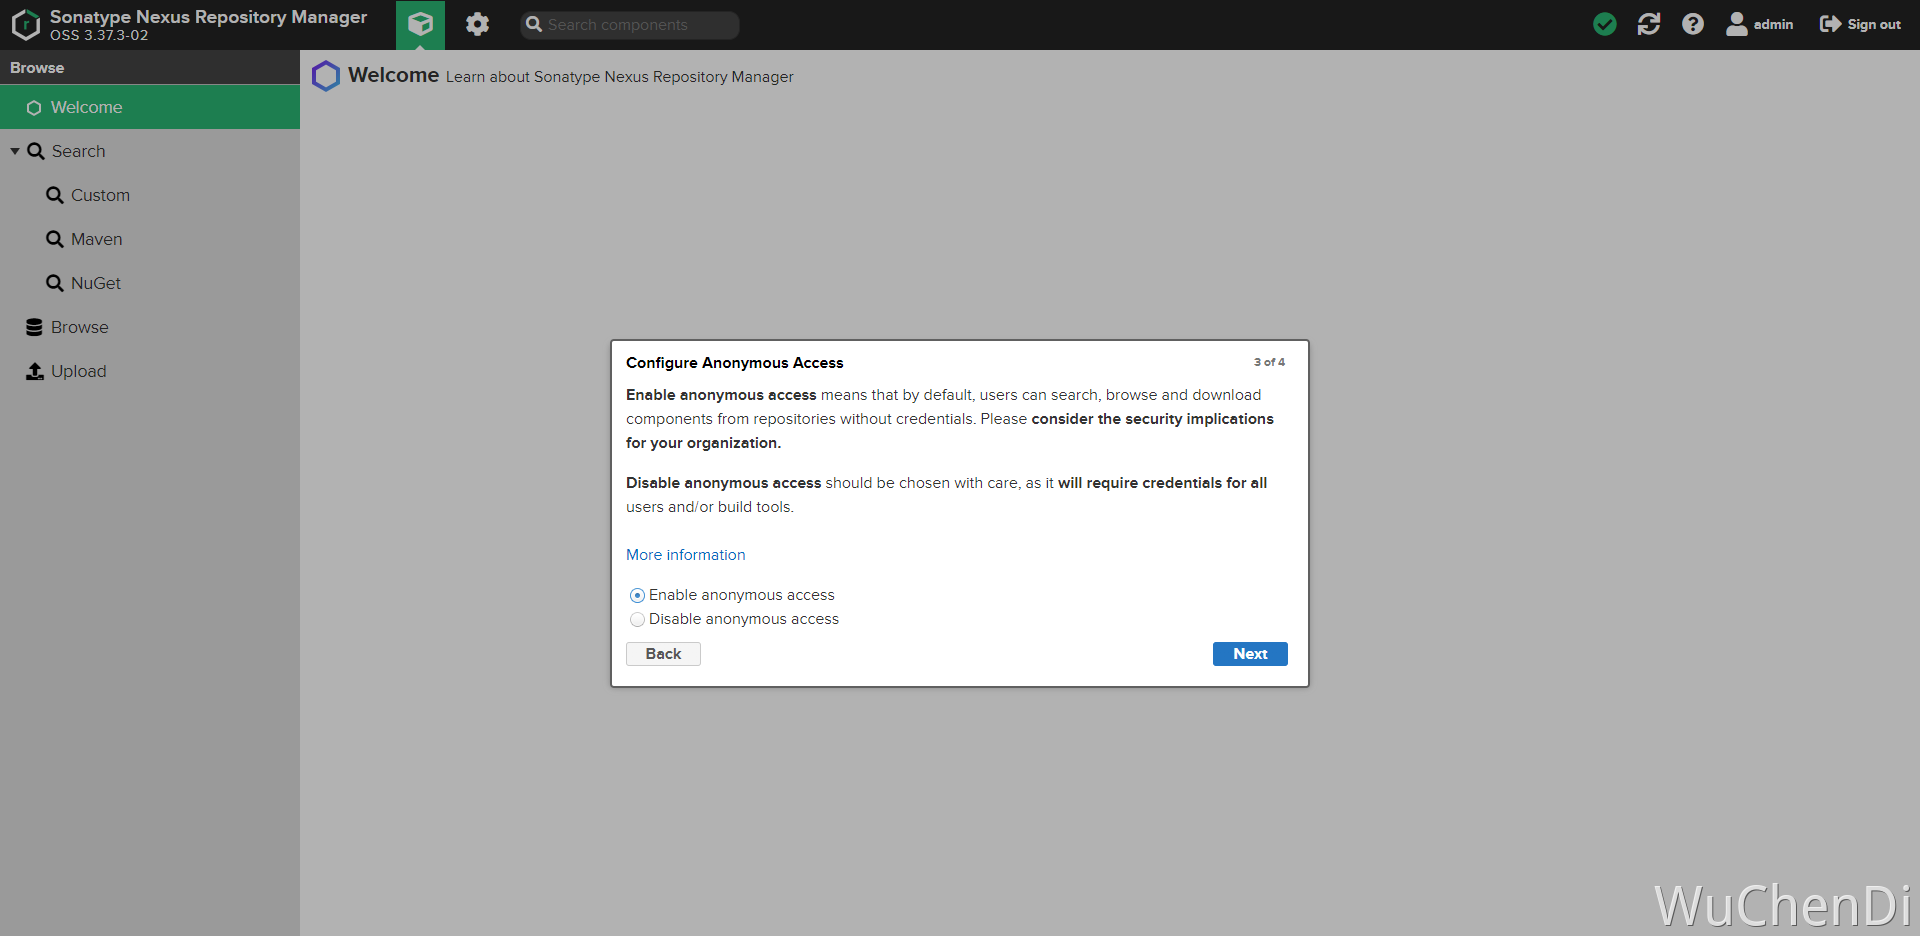 Sonatype Nexus Repository Manager
OSS 3.37.3-02
Search components
admin
Sign out
Browse
Welcome
Search
Custom
Maven
NuGet
Browse
Upload
Welcome Learn about Sonatype Nexus Repository Manager
Configure Anonymous Access
3 of 4
Enable anonymous access means that by default, users can search, browse and download
components from repositories without credentials. Please consider the security implications
for your organization.
Disable anonymous access should be chosen with care, as it will require credentials for all
users and/or build tools.
More information
Enable anonymous access
Disable anonymous access
Back
Next
WuChenDi